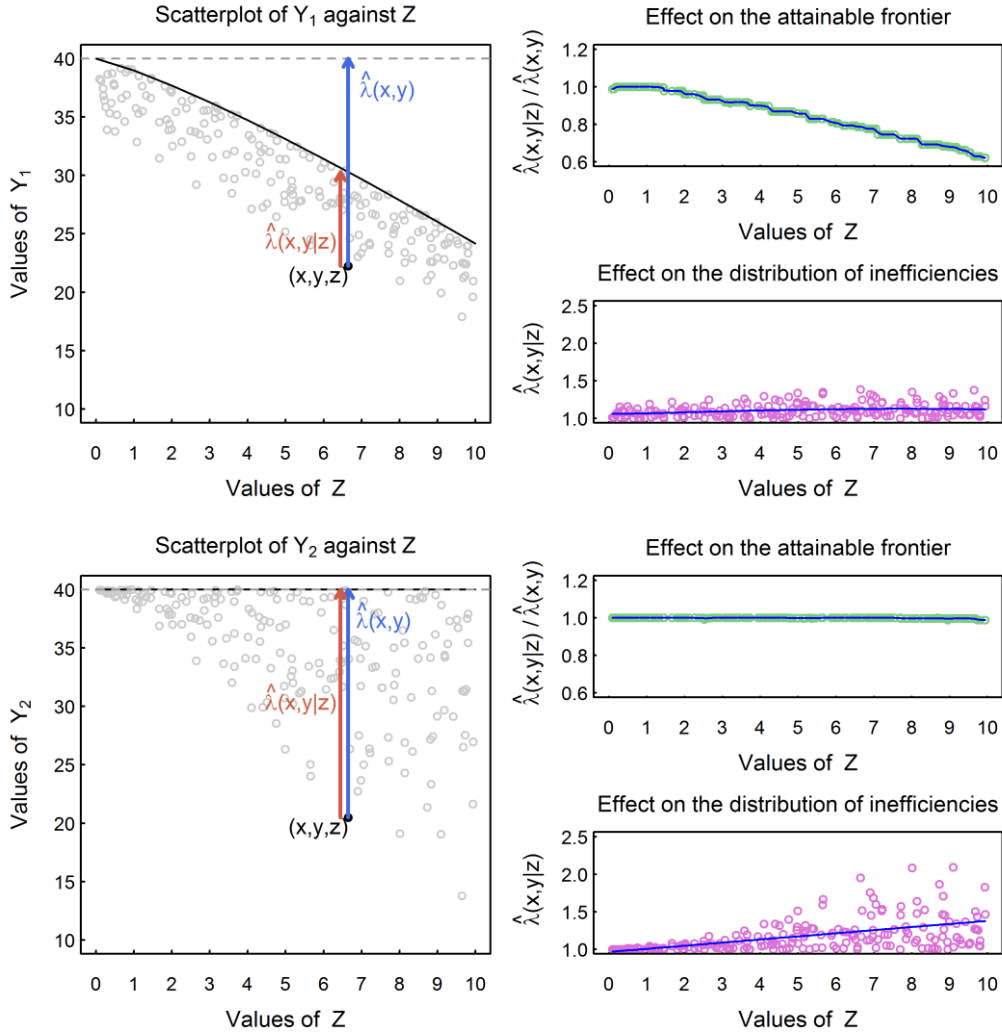 Scatterplot of Y₁ against Z
Values of Y₁
40
35
30
25
20
15
10
λ̂(x,y)
λ̂(x,y|z)
(x,y,z)
0 1 2 3 4 5 6 7 8 9 10
Values of Z
Effect on the attainable frontier
λ̂(x,y|z) / λ̂(x,y)
1.2
1.0
0.8
0.6
0 1 2 3 4 5 6 7 8 9 10
Values of Z
Effect on the distribution of inefficiencies
λ̂(x,y|z)
2.5
2.0
1.5
1.0
0 1 2 3 4 5 6 7 8 9 10
Values of Z
Scatterplot of Y₂ against Z
Values of Y₂
40
35
30
25
20
15
10
λ̂(x,y)
λ̂(x,y|z)
(x,y,z)
0 1 2 3 4 5 6 7 8 9 10
Values of Z
Effect on the attainable frontier
λ̂(x,y|z) / λ̂(x,y)
1.2
1.0
0.8
0.6
0 1 2 3 4 5 6 7 8 9 10
Values of Z
Effect on the distribution of inefficiencies
λ̂(x,y|z)
2.5
2.0
1.5
1.0
0 1 2 3 4 5 6 7 8 9 10
Values of Z